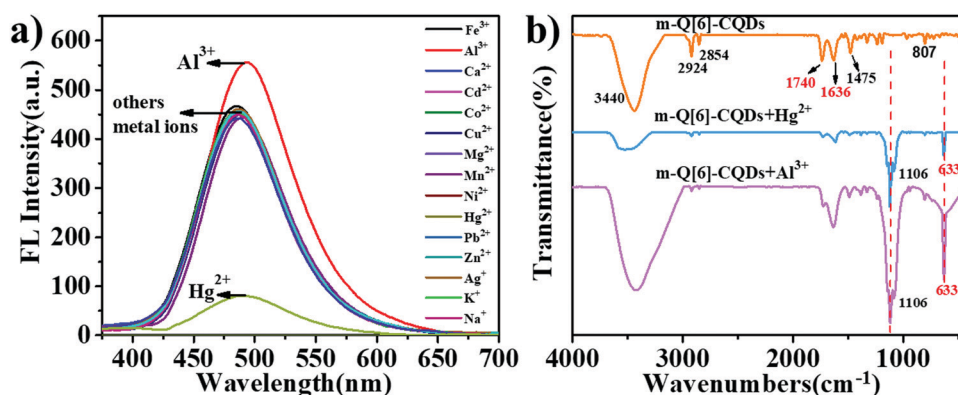 a)
600
500
400
300
200
100
0
FL Intensity(a.u.)
400
450
500
550
600
650
700
Wavelength(nm)
Al³⁺
others
metal ions
Hg²⁺
Fe³⁺
Al³⁺
Ca²⁺
Cd²⁺
Co²⁺
Cu²⁺
Mg²⁺
Mn²⁺
Ni²⁺
Hg²⁺
Pb²⁺
Zn²⁺
Ag⁺
K⁺
Na⁺
b)
Transmittance(%)
m-Q[6]-CQDs
3440
2924
2854
1740
1636
1475
807
m-Q[6]-CQDs+Hg²⁺
1106
633
m-Q[6]-CQDs+Al³⁺
1106
633
4000
3000
2000
1000
Wavenumbers(cm⁻¹)